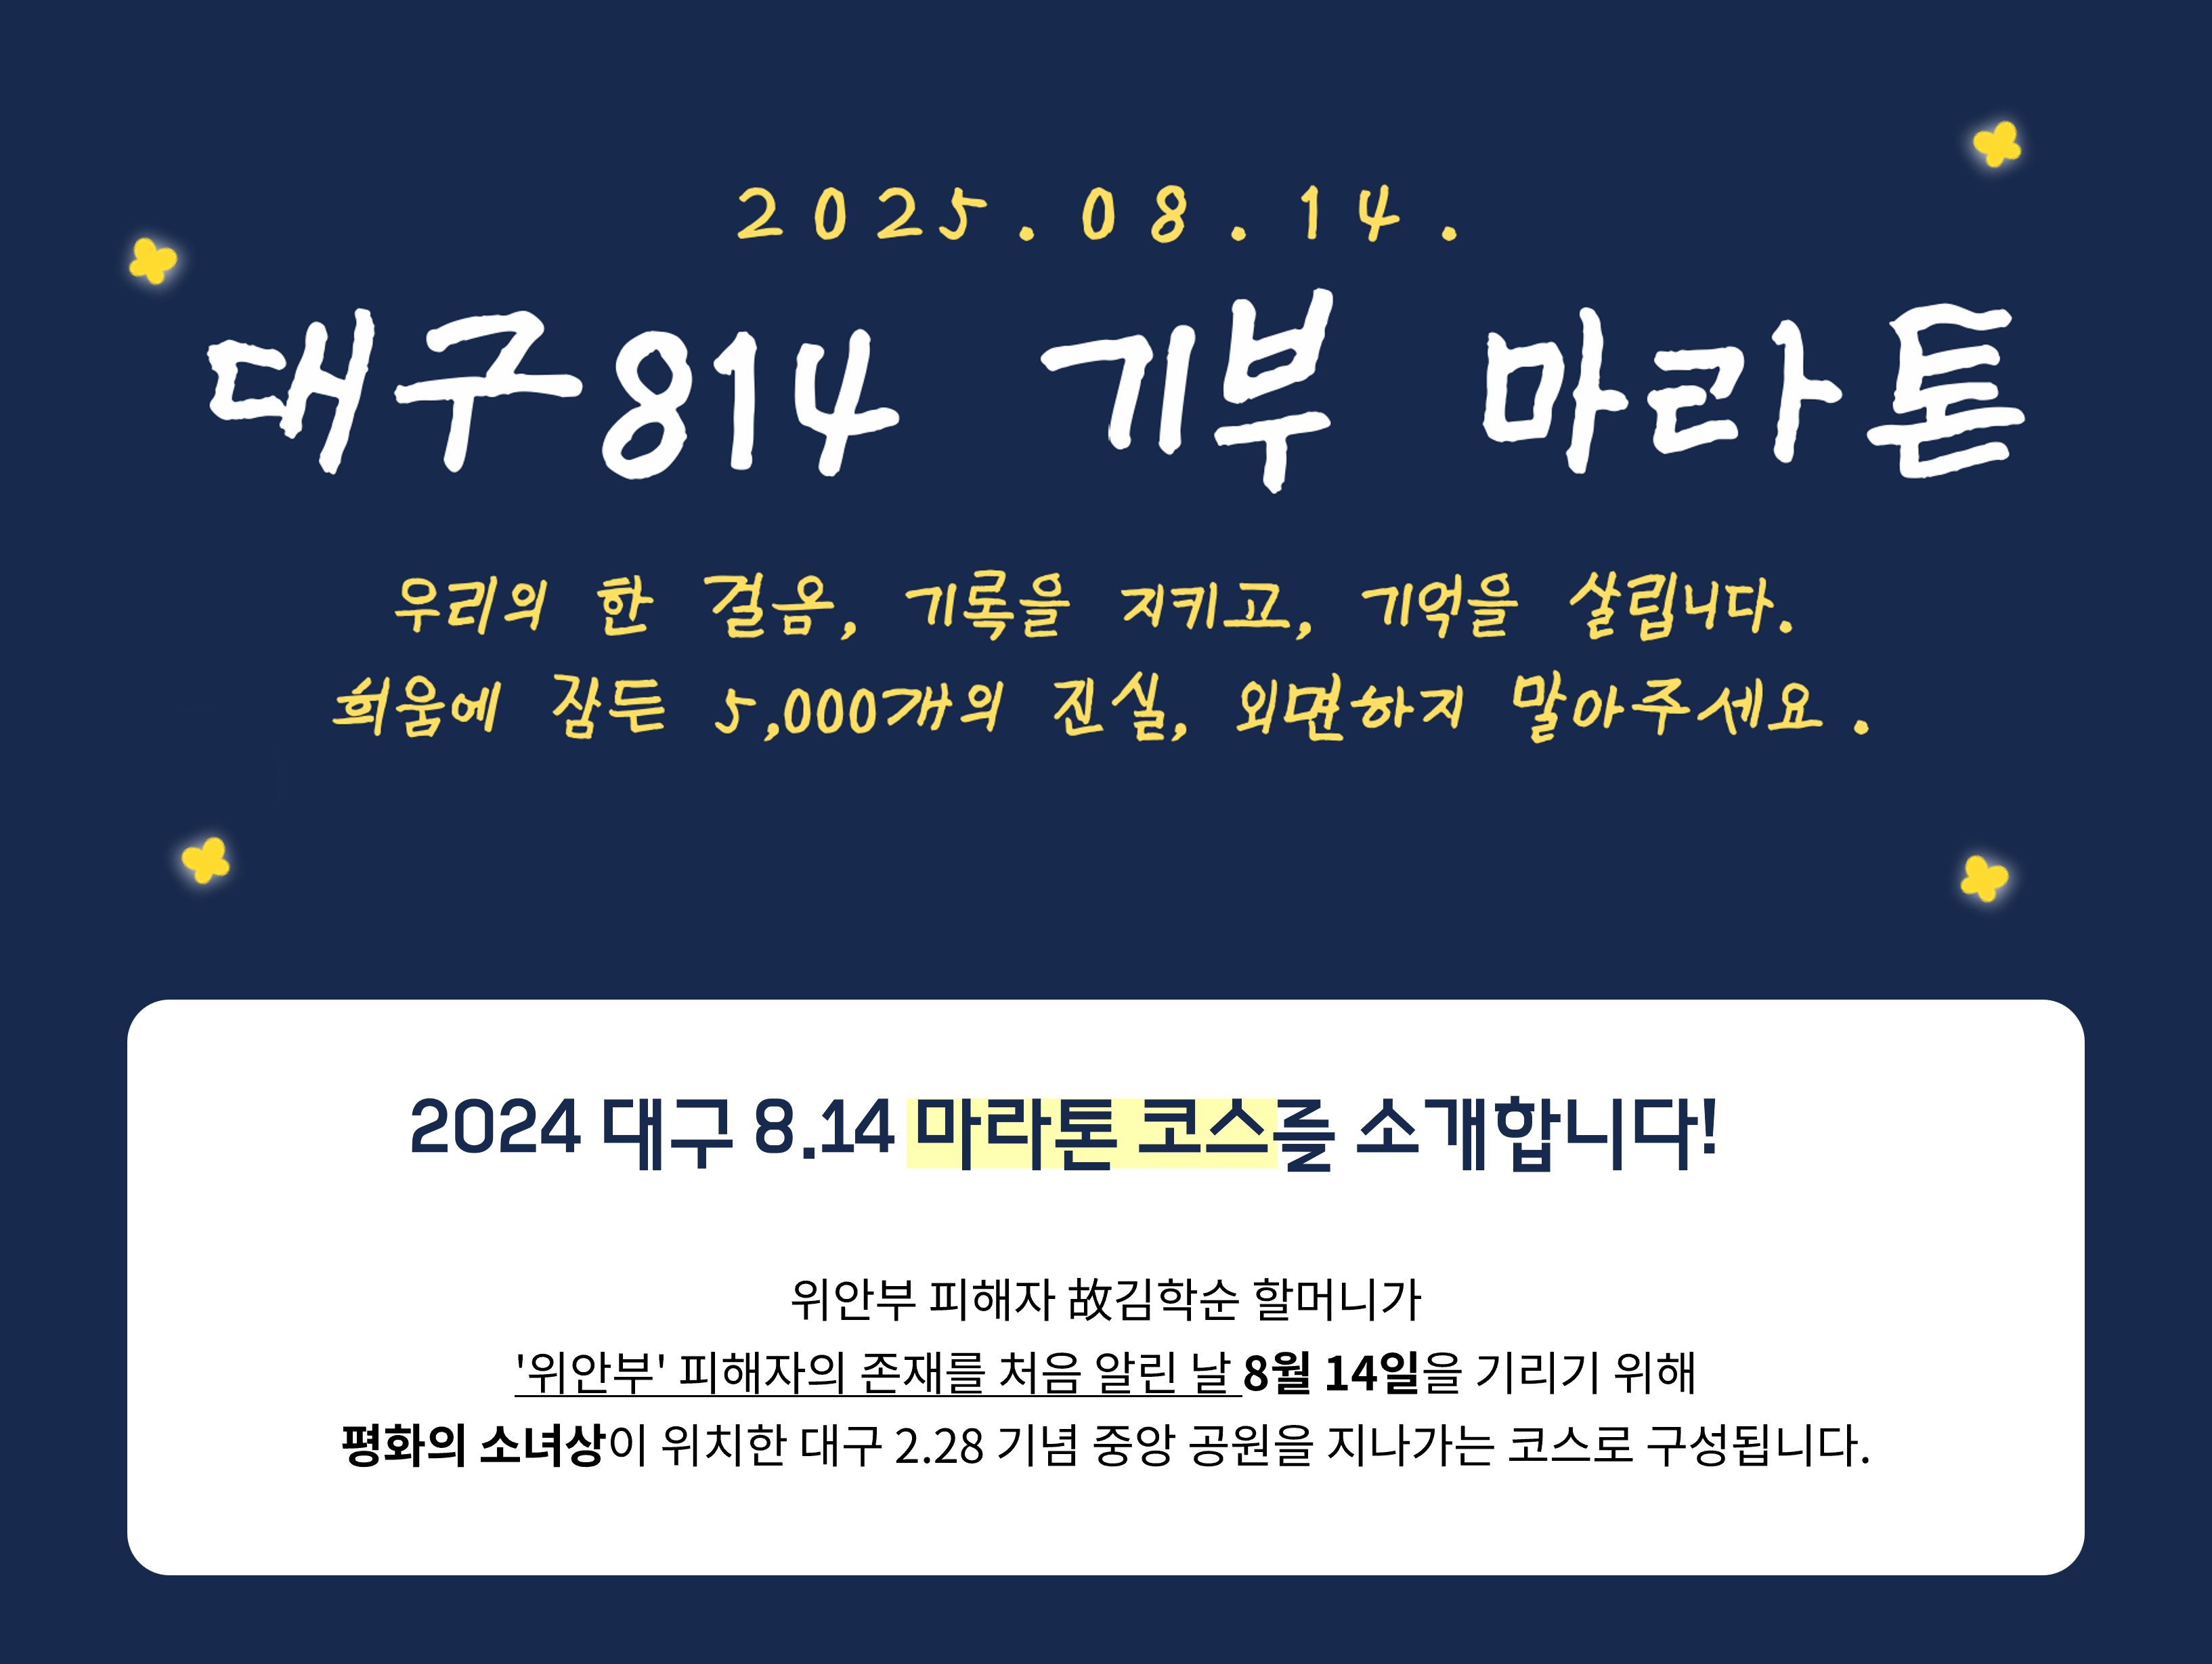 2025.08.14.
대구814 기부 마라톤
우리의 한 걸음, 기록을 지키고, 기억을 살립니다.
희움에 잠든 5,000개의 진실, 외면하지 말아주세요.
2024 대구 8.14 마라톤 코스를 소개합니다!
위안부 피해자 故김학순 할머니가
'위안부' 피해자의 존재를 처음 알린 날 8월 14일을 기리기 위해
평화의 소녀상이 위치한 대구 2.28 기념 중앙 공원을 지나가는 코스로 구성됩니다.